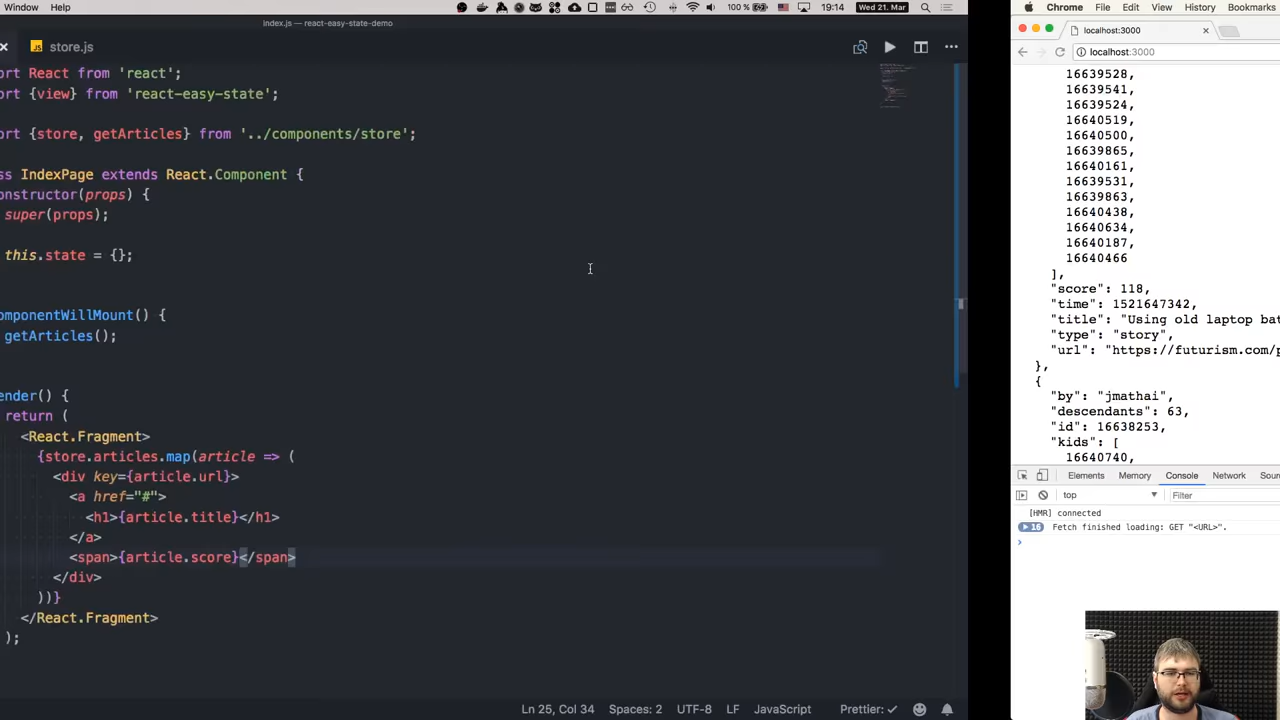 Window Help
100 %
19:14 Wed 21. Mar
index.js — react-easy-state-demo
JS store.js
ort React from 'react';
ort {view} from 'react-easy-state';
ort {store, getArticles} from '../components/store';
ss IndexPage extends React.Component {
onstructor(props) {
super(props);
this.state = {};
omponentWillMount() {
getArticles();
ender() {
return (
<React.Fragment>
{store.articles.map(article => (
<div key={article.url}>
<a href="#">
<h1>{article.title}</h1>
</a>
<span>{article.score}</span>
</div>
))}
</React.Fragment>
);
Ln 25, Col 34 Spaces: 2 UTF-8 LF JavaScript Prettier: ✓
Chrome File Edit View History Bookmarks
localhost:3000
localhost:3000
16639528,
16639541,
16639524,
16640519,
16640500,
16639865,
16640161,
16639531,
16639863,
16640438,
16640634,
16640187,
16640466
],
"score": 118,
"time": 1521647342,
"title": "Using old laptop bat
"type": "story",
"url": "https://futurism.com/p
},
{
"by": "jmathai",
"descendants": 63,
"id": 16638253,
"kids": [
16640740,
Elements Memory Console Network Sour
top Filter
[HMR] connected
16 Fetch finished loading: GET "<URL>".